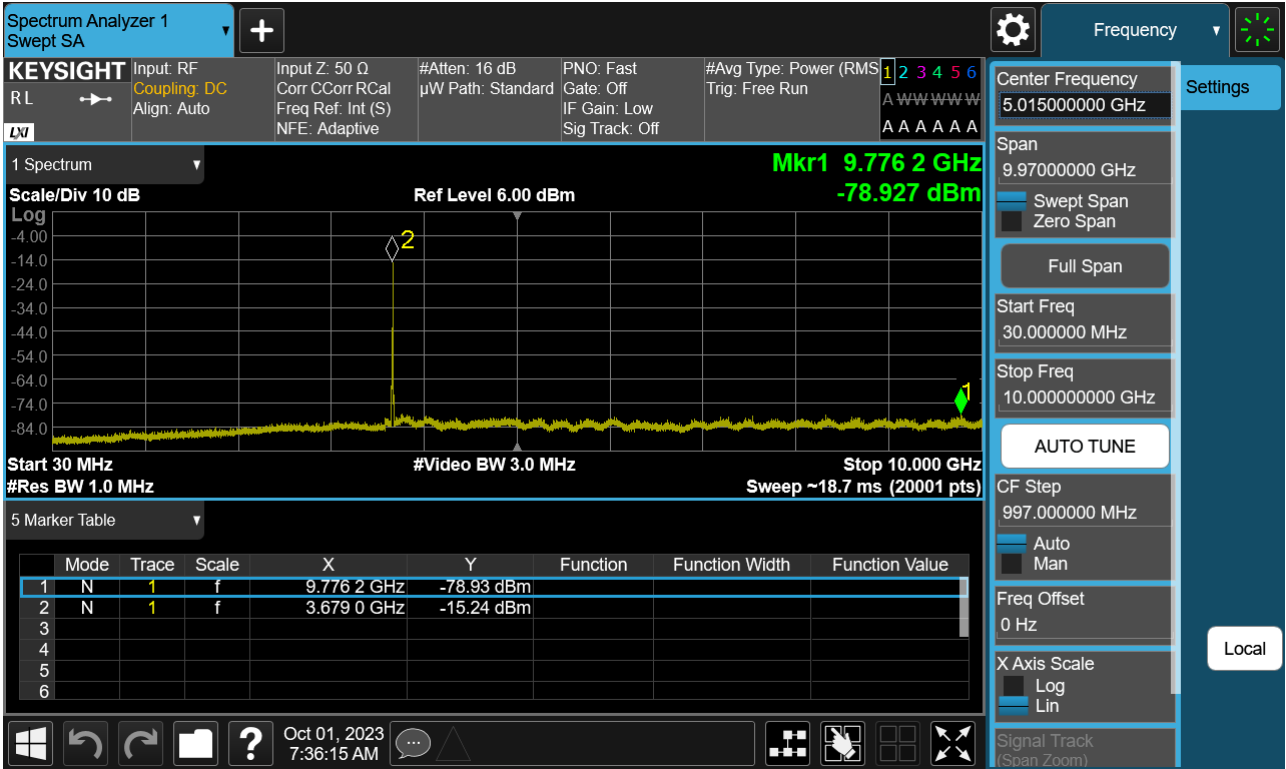 Spectrum Analyzer 1
Swept SA
+
Frequency
KEYSIGHT
RL
LXI
Input: RF
Coupling: DC
Align: Auto
Input Z: 50 Ω
Corr CCorr RCal
Freq Ref: Int (S)
NFE: Adaptive
#Atten: 16 dB
µW Path: Standard
PNO: Fast
Gate: Off
IF Gain: Low
Sig Track: Off
#Avg Type: Power (RMS
Trig: Free Run
1 2 3 4 5 6
A W W W W W
A A A A A A
Center Frequency
5.015000000 GHz
Settings
Span
9.97000000 GHz
Swept Span
Zero Span
Full Span
Start Freq
30.000000 MHz
Stop Freq
10.000000000 GHz
AUTO TUNE
CF Step
997.000000 MHz
Auto
Man
Freq Offset
0 Hz
X Axis Scale
Log
Lin
Signal Track
(Span Zoom)
Local
1 Spectrum
Mkr1 9.776 2 GHz
-78.927 dBm
Scale/Div 10 dB
Ref Level 6.00 dBm
Log
-4.00
-14.0
-24.0
-34.0
-44.0
-54.0
-64.0
-74.0
-84.0
2
1
Start 30 MHz
#Video BW 3.0 MHz
Stop 10.000 GHz
#Res BW 1.0 MHz
Sweep ~18.7 ms (20001 pts)
5 Marker Table
Mode Trace Scale X Y Function Function Width Function Value
1 N 1 f 9.776 2 GHz -78.93 dBm
2 N 1 f 3.679 0 GHz -15.24 dBm
3
4
5
6
?
Oct 01, 2023
7:36:15 AM